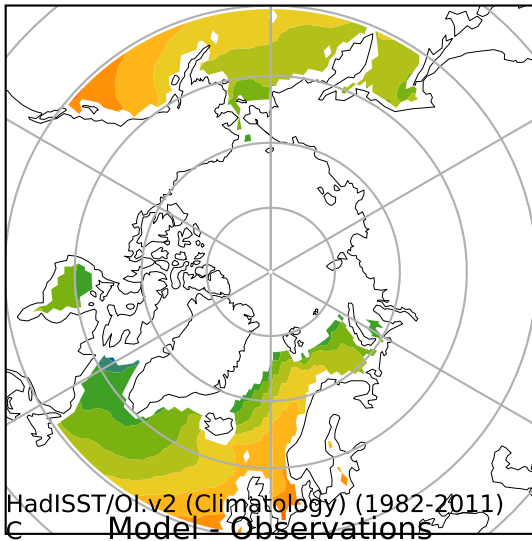 HadISST/OI.v2 (Climatology) (1982-2011)
C
Model - Observations